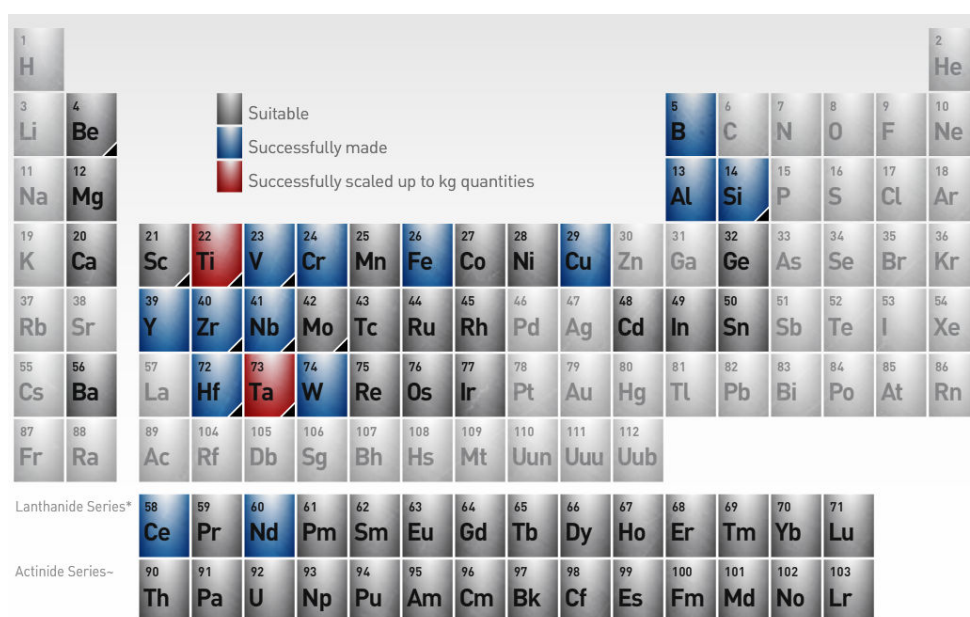 1 2
H He
3 4 5 6 7 8 9 10
Li Be B C N O F Ne
Suitable
Successfully made
Successfully scaled up to kg quantities
11 12 13 14 15 16 17 18
Na Mg Al Si P S Cl Ar
19 20 21 22 23 24 25 26 27 28 29 30 31 32 33 34 35 36
K Ca Sc Ti V Cr Mn Fe Co Ni Cu Zn Ga Ge As Se Br Kr
37 38 39 40 41 42 43 44 45 46 47 48 49 50 51 52 53 54
Rb Sr Y Zr Nb Mo Tc Ru Rh Pd Ag Cd In Sn Sb Te I Xe
55 56 57 72 73 74 75 76 77 78 79 80 81 82 83 84 85 86
Cs Ba La Hf Ta W Re Os Ir Pt Au Hg Tl Pb Bi Po At Rn
87 88 89 104 105 106 107 108 109 110 111 112
Fr Ra Ac Rf Db Sg Bh Hs Mt Uun Uuu Uub
Lanthanide Series*
58 59 60 61 62 63 64 65 66 67 68 69 70 71
Ce Pr Nd Pm Sm Eu Gd Tb Dy Ho Er Tm Yb Lu
Actinide Series~
90 91 92 93 94 95 96 97 98 99 100 101 102 103
Th Pa U Np Pu Am Cm Bk Cf Es Fm Md No Lr